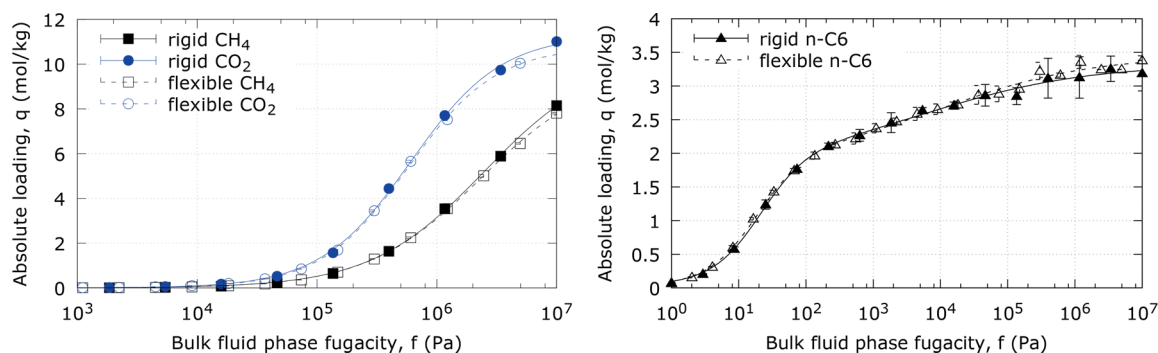 12
10
8
6
4
2
0
Absolute loading, q (mol/kg)
rigid CH4
rigid CO2
flexible CH4
flexible CO2
10^3 10^4 10^5 10^6 10^7
Bulk fluid phase fugacity, f (Pa)
4
3.5
3
2.5
2
1.5
1
0.5
0
Absolute loading, q (mol/kg)
rigid n-C6
flexible n-C6
10^0 10^1 10^2 10^3 10^4 10^5 10^6 10^7
Bulk fluid phase fugacity, f (Pa)